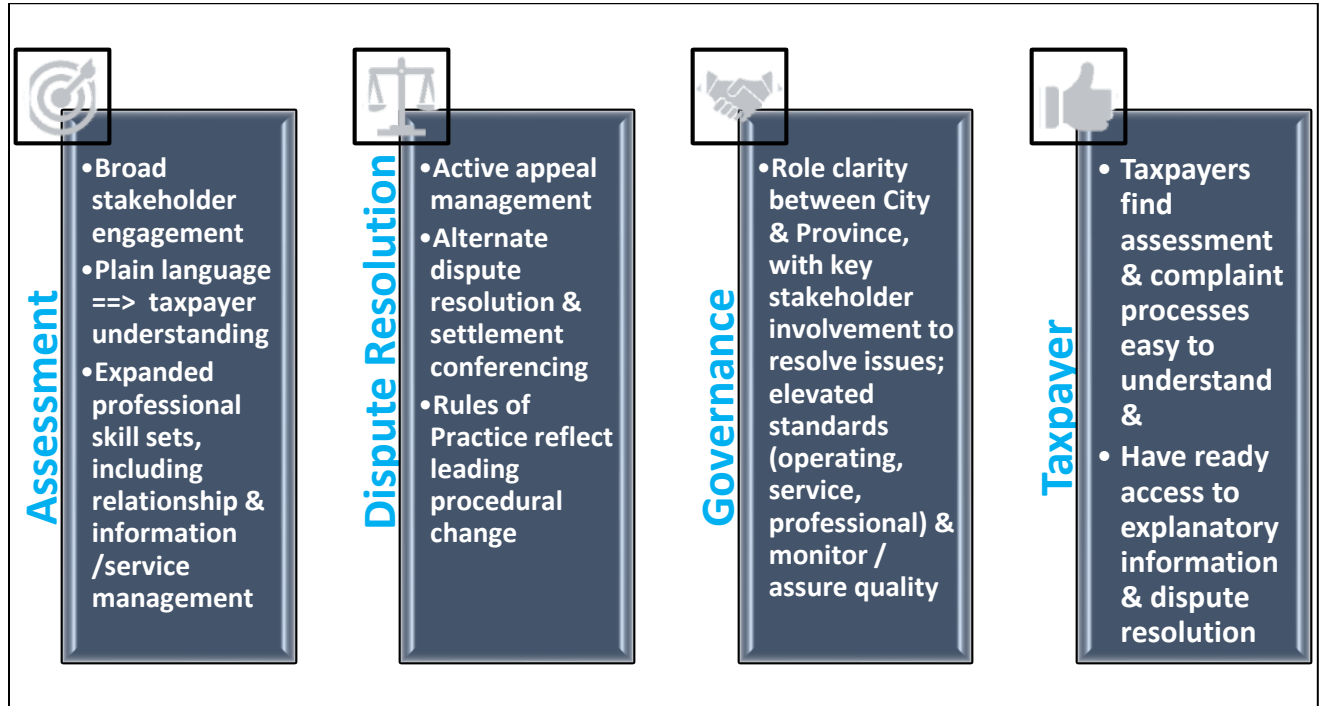 Assessment
•Broad
stakeholder
engagement
•Plain language
==> taxpayer
understanding
•Expanded
professional
skill sets,
including
relationship &
information
/service
management
Dispute Resolution
•Active appeal
management
•Alternate
dispute
resolution &
settlement
conferencing
•Rules of
Practice reflect
leading
procedural
change
Governance
•Role clarity
between City
& Province,
with key
stakeholder
involvement to
resolve issues;
elevated
standards
(operating,
service,
professional) &
monitor /
assure quality
Taxpayer
• Taxpayers
find
assessment
& complaint
processes
easy to
understand
&
• Have ready
access to
explanatory
information
& dispute
resolution